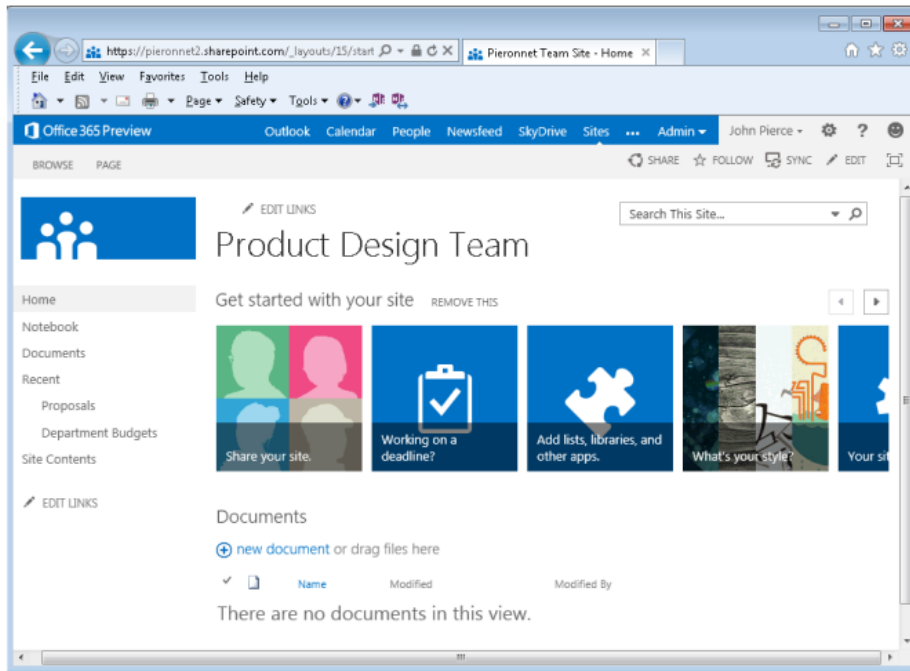 https://pieronnet2.sharepoint.com/_layouts/15/start
Pieronnet Team Site - Home
File Edit View Favorites Tools Help
Page Safety Tools
Office 365 Preview Outlook Calendar People Newsfeed SkyDrive Sites ... Admin John Pierce ?
BROWSE PAGE SHARE FOLLOW SYNC EDIT
EDIT LINKS Search This Site...
Product Design Team
Home
Notebook
Documents
Recent
Proposals
Department Budgets
Site Contents
EDIT LINKS
Get started with your site REMOVE THIS
Share your site.
Working on a
deadline?
Add lists, libraries, and
other apps.
What's your style?
Your sit
Documents
new document or drag files here
Name Modified Modified By
There are no documents in this view.